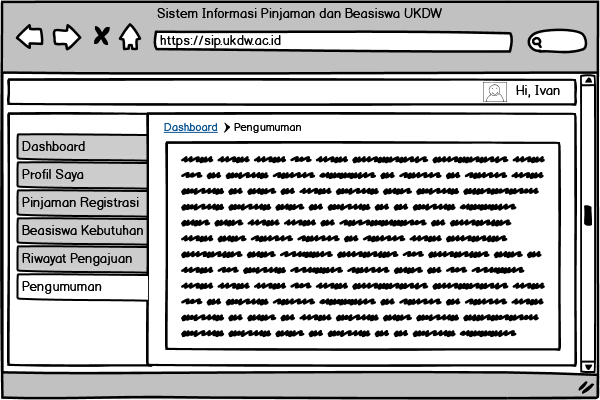 Sistem Informasi Pinjaman dan Beasiswa UKDW
https://sip.ukdw.ac.id
Hi, Ivan
Dashboard
Profil Saya
Pinjaman Registrasi
Beasiswa Kebutuhan
Riwayat Pengajuan
Pengumuman
Dashboard > Pengumuman